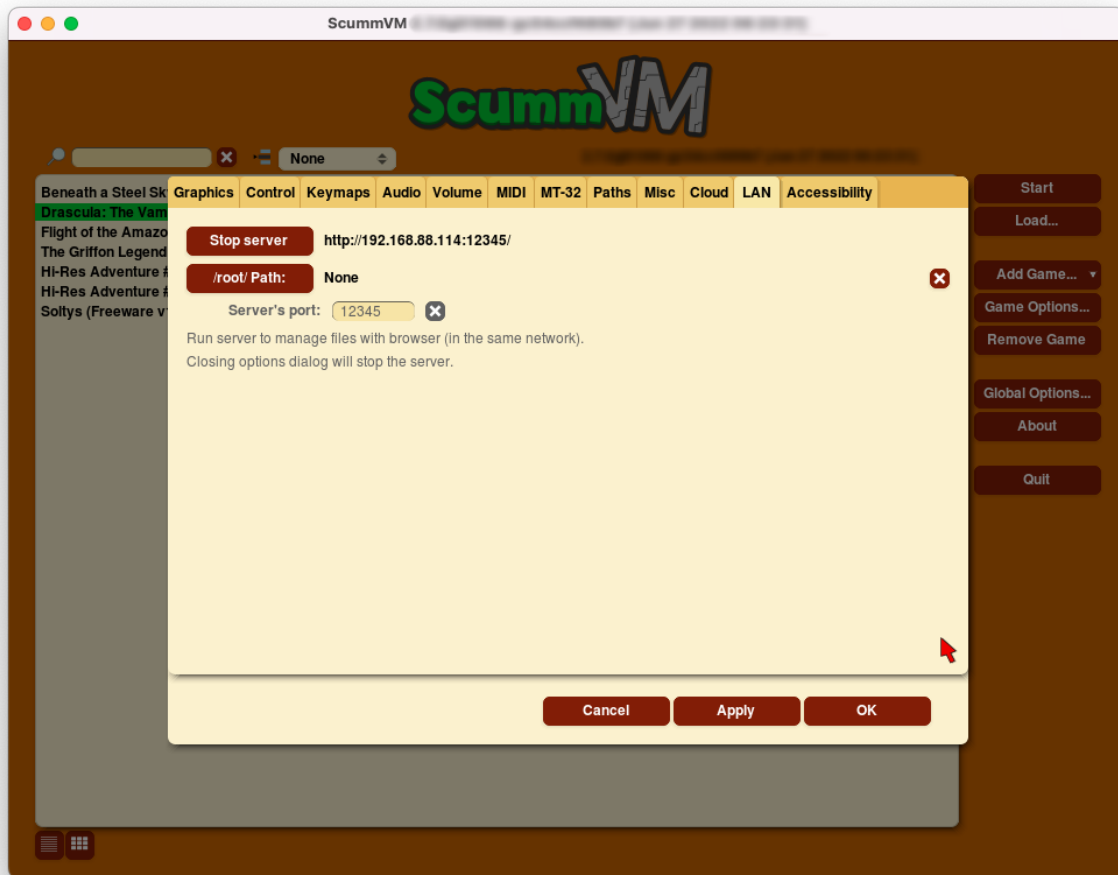 ScummVM
ScummVM
None
Beneath a Steel Sk
Drascula: The Vam
Flight of the Amazo
The Griffon Legend
Hi-Res Adventure #
Hi-Res Adventure #
Soltys (Freeware v
Graphics Control Keymaps Audio Volume MIDI MT-32 Paths Misc Cloud LAN Accessibility
Stop server http://192.168.88.114:12345/
/root/ Path: None
Server's port: 12345
Run server to manage files with browser (in the same network).
Closing options dialog will stop the server.
Cancel Apply OK
Start
Load...
Add Game...
Game Options...
Remove Game
Global Options...
About
Quit